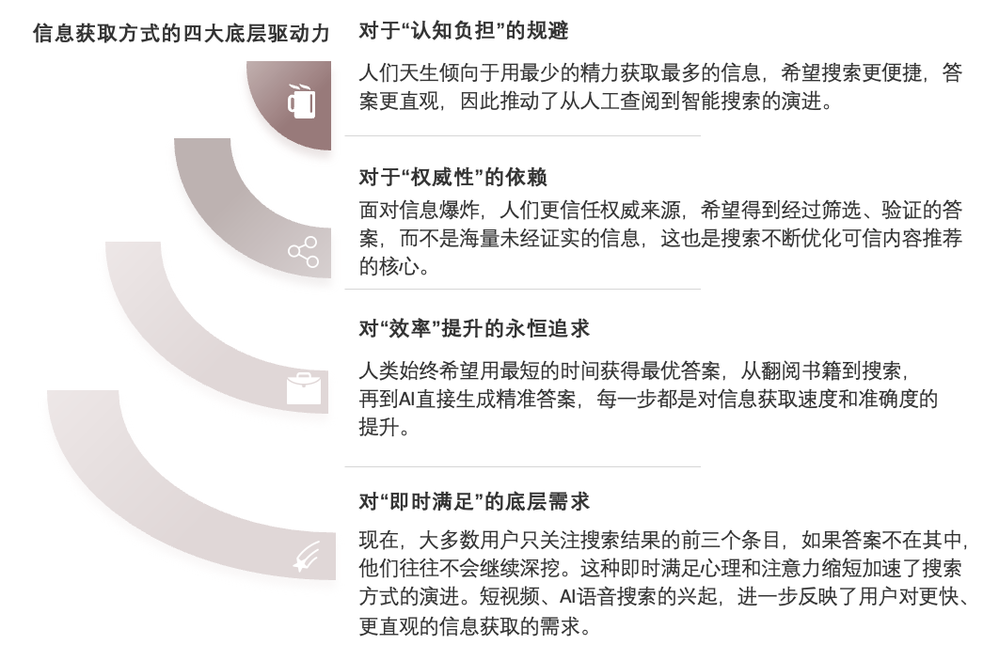 信息获取方式的四大底层驱动力
对于“认知负担”的规避
人们天生倾向于用最少的精力获取最多的信息，希望搜索更便捷，答
案更直观，因此推动了从人工查阅到智能搜索的演进。
对于“权威性”的依赖
面对信息爆炸，人们更信任权威来源，希望得到经过筛选、验证的答
案，而不是海量未经证实的信息，这也是搜索不断优化可信内容推荐
的核心。
对“效率”提升的永恒追求
人类始终希望用最短的时间获得最优答案，从翻阅书籍到搜索，
再到AI直接生成精准答案，每一步都是对信息获取速度和准确度的
提升。
对“即时满足”的底层需求
现在，大多数用户只关注搜索结果的前三个条目，如果答案不在其中，
他们往往不会继续深挖。这种即时满足心理和注意力缩短加速了搜索
方式的演进。短视频、AI语音搜索的兴起，进一步反映了用户对更快、
更直观的信息获取的需求。